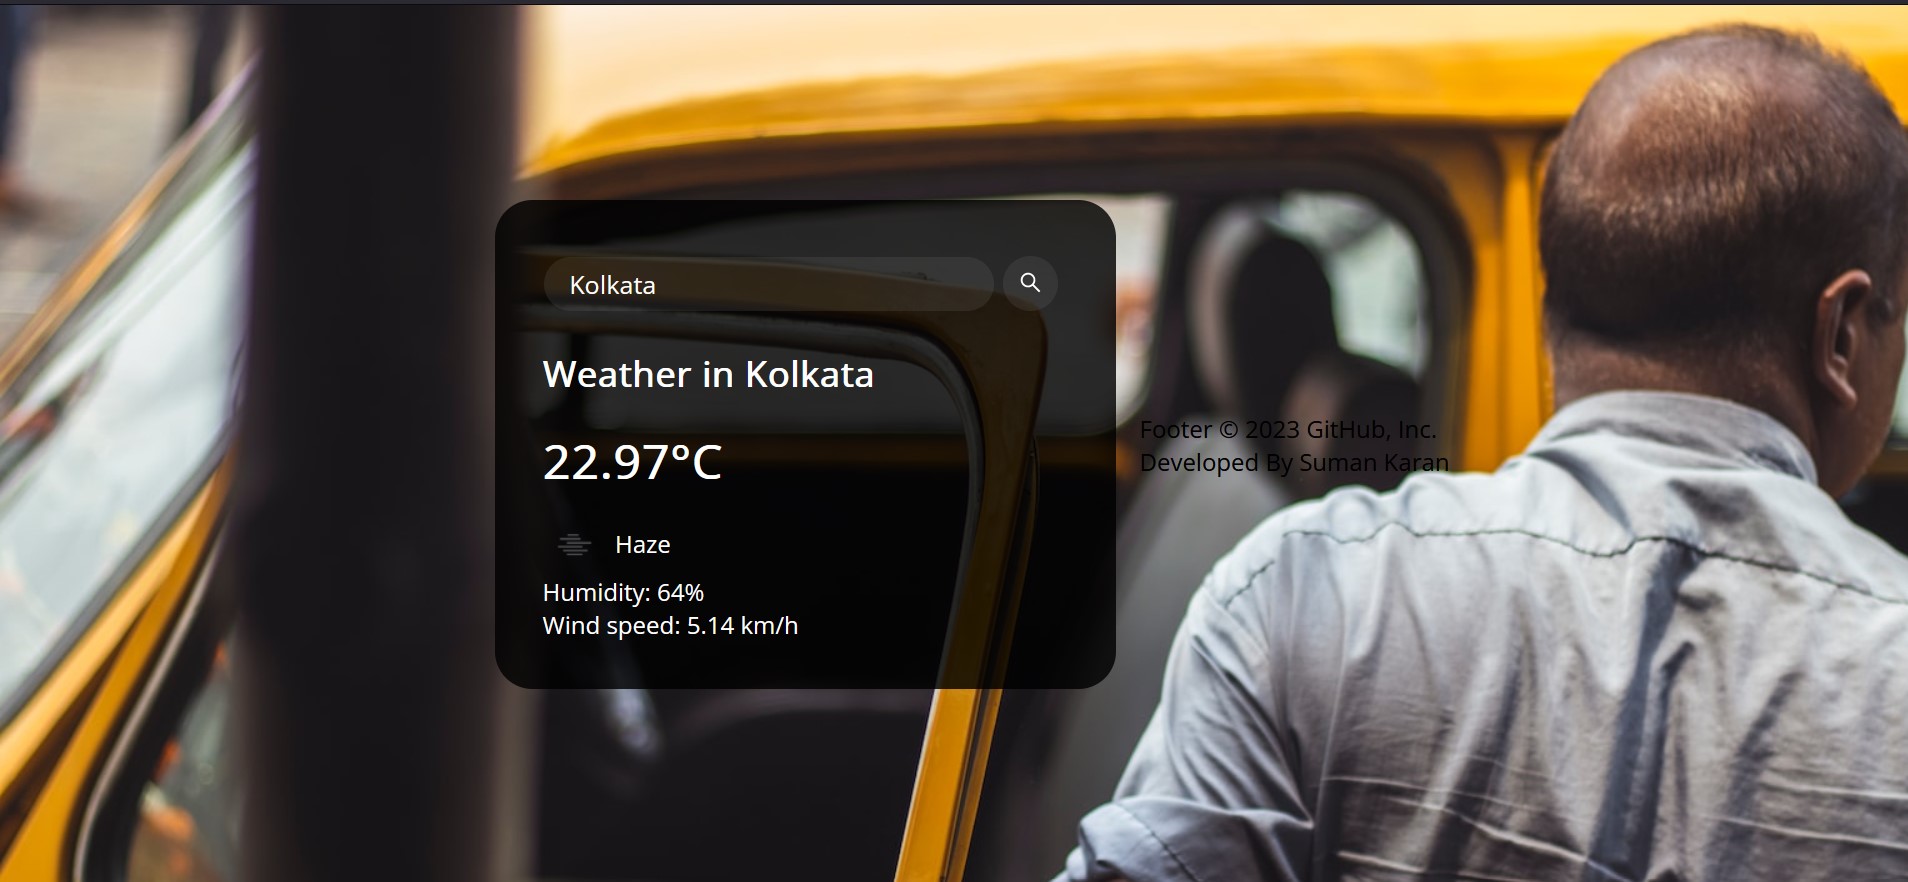 Kolkata
Weather in Kolkata
22.97°C
Haze
Humidity: 64%
Wind speed: 5.14 km/h
Footer © 2023 GitHub, Inc.
Developed By Suman Karan